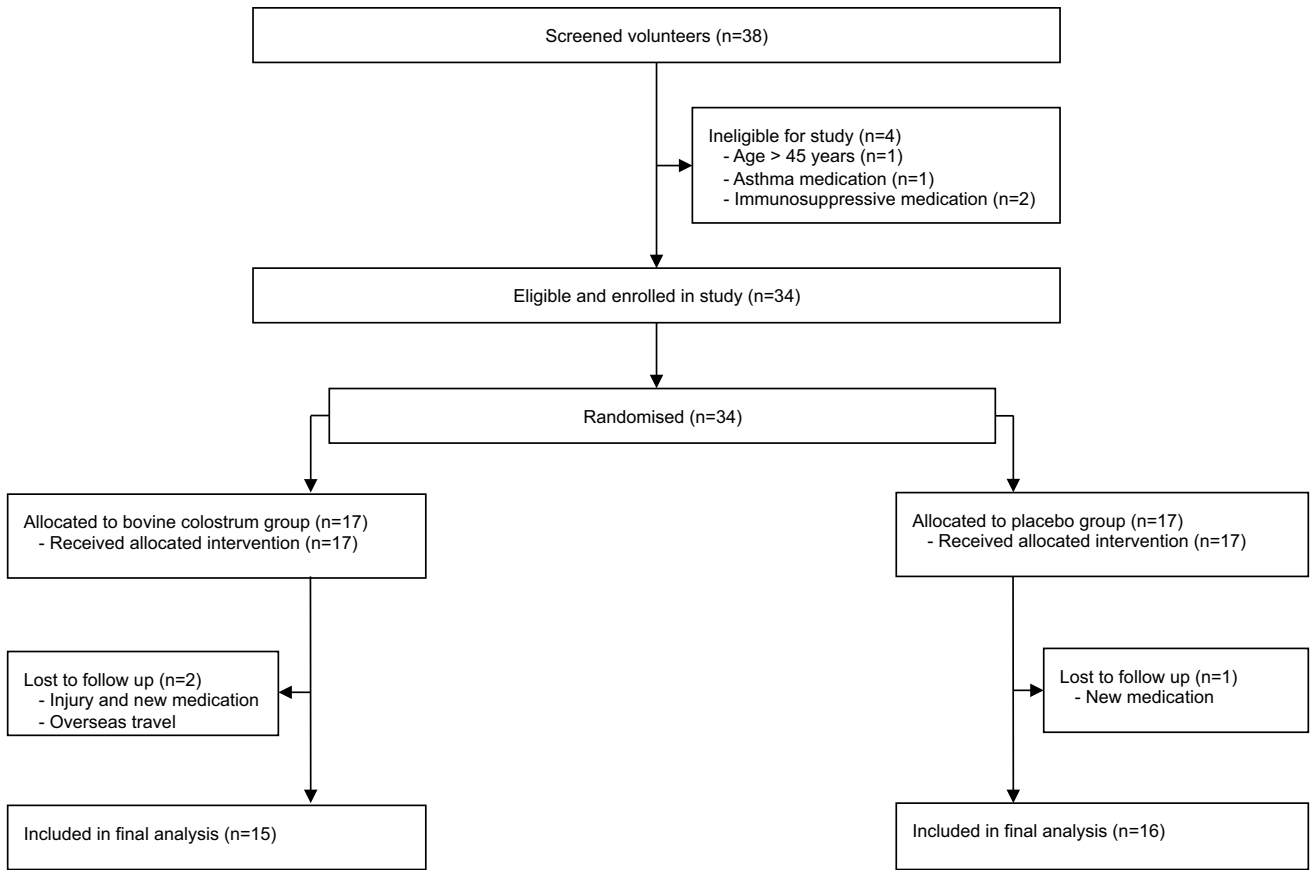 Screened volunteers (n=38)
Ineligible for study (n=4)
- Age > 45 years (n=1)
- Asthma medication (n=1)
- Immunosuppressive medication (n=2)
Eligible and enrolled in study (n=34)
Randomised (n=34)
Allocated to bovine colostrum group (n=17)
- Received allocated intervention (n=17)
Allocated to placebo group (n=17)
- Received allocated intervention (n=17)
Lost to follow up (n=2)
- Injury and new medication
- Overseas travel
Lost to follow up (n=1)
- New medication
Included in final analysis (n=15)
Included in final analysis (n=16)